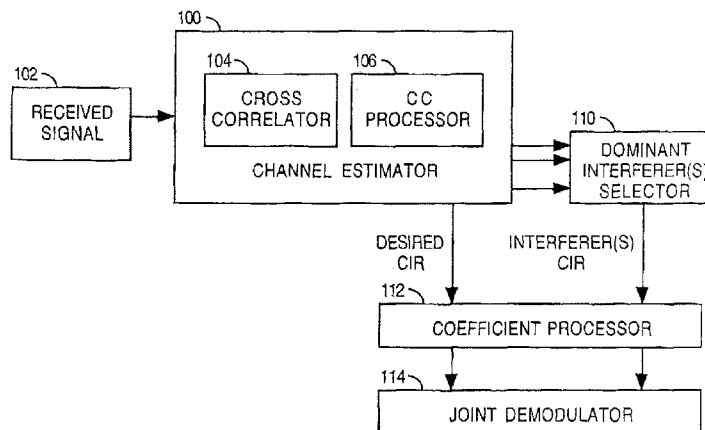 100
102
RECEIVED
SIGNAL
104
CROSS
CORRELATOR
106
CC
PROCESSOR
CHANNEL ESTIMATOR
110
DOMINANT
INTERFERER(S)
SELECTOR
DESIRED
CIR
INTERFERER(S)
CIR
112
COEFFICIENT PROCESSOR
114
JOINT DEMODULATOR